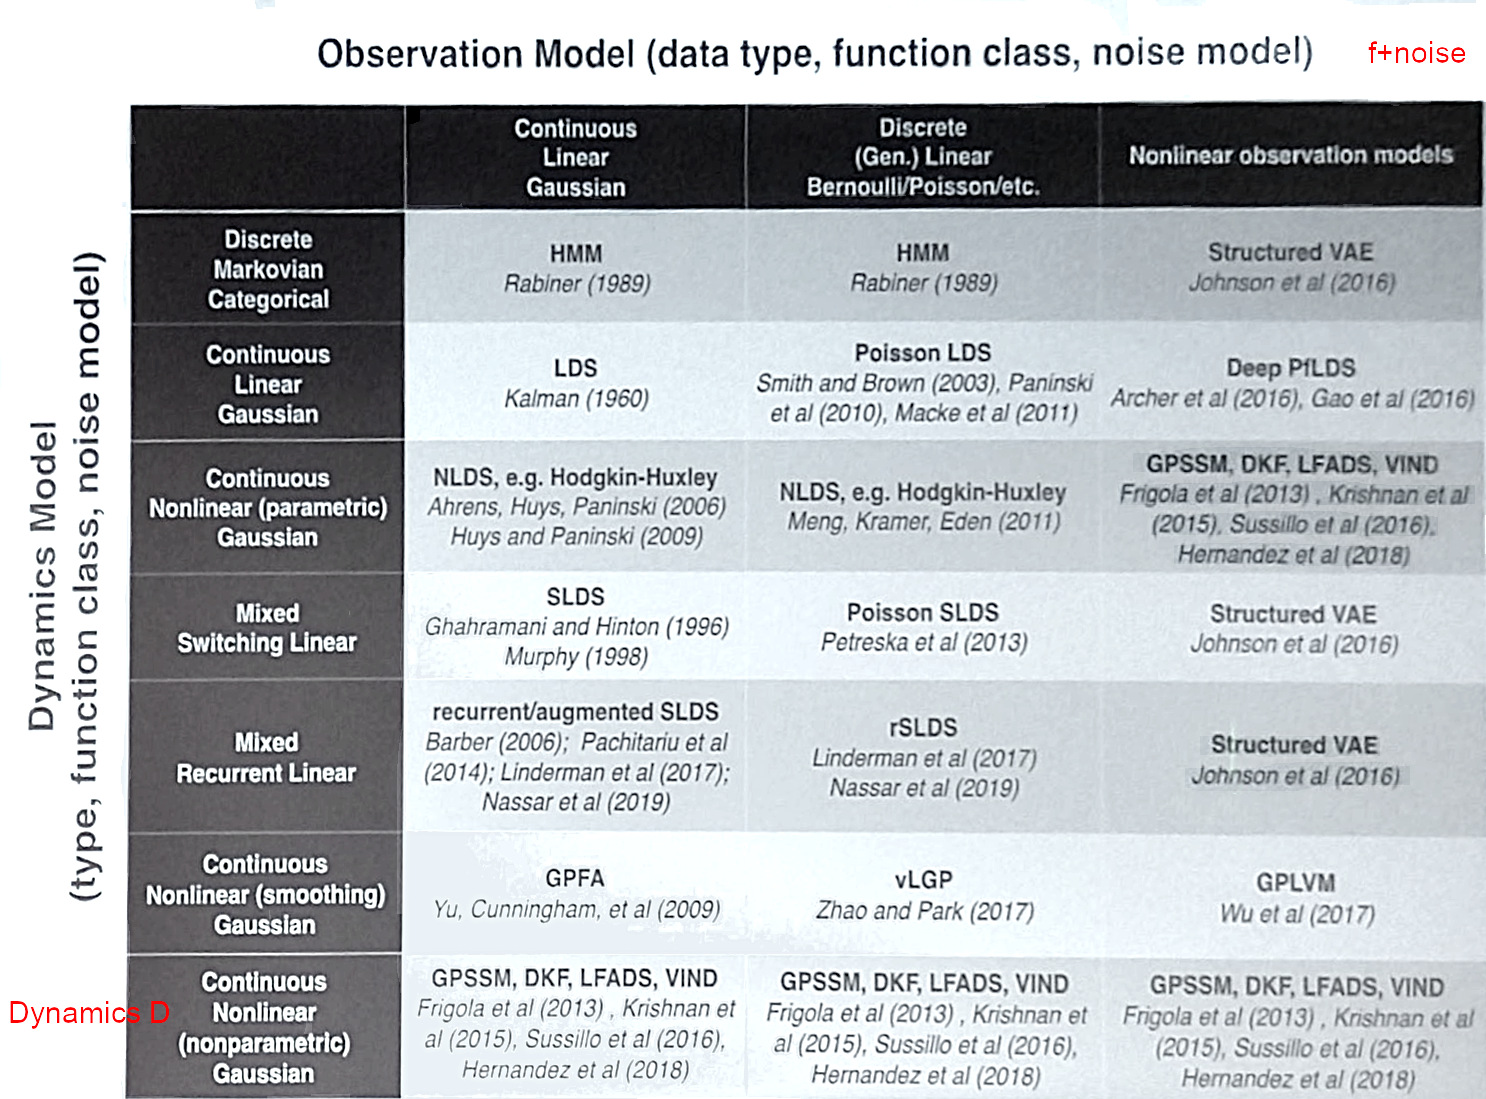 Observation Model (data type, function class, noise model)
f+noise
Dynamics Model
(type, function class, noise model)
Continuous
Linear
Gaussian
Discrete
(Gen.) Linear
Bernoulli/Poisson/etc.
Nonlinear observation models
Discrete
Markovian
Categorical
HMM
Rabiner (1989)
HMM
Rabiner (1989)
Structured VAE
Johnson et al (2016)
Continuous
Linear
Gaussian
LDS
Kalman (1960)
Poisson LDS
Smith and Brown (2003), Paninski
et al (2010), Macke et al (2011)
Deep PfLDS
Archer et al (2016), Gao et al (2016)
Continuous
Nonlinear (parametric)
Gaussian
NLDS, e.g. Hodgkin-Huxley
Ahrens, Huys, Paninski (2006)
Huys and Paninski (2009)
NLDS, e.g. Hodgkin-Huxley
Meng, Kramer, Eden (2011)
GPSSM, DKF, LFADS, VIND
Frigola et al (2013) , Krishnan et al
(2015), Sussillo et al (2016),
Hernandez et al (2018)
Mixed
Switching Linear
SLDS
Ghahramani and Hinton (1996)
Murphy (1998)
Poisson SLDS
Petreska et al (2013)
Structured VAE
Johnson et al (2016)
Mixed
Recurrent Linear
recurrent/augmented SLDS
Barber (2006); Pachitariu et al
(2014); Linderman et al (2017);
Nassar et al (2019)
rSLDS
Linderman et al (2017)
Nassar et al (2019)
Structured VAE
Johnson et al (2016)
Continuous
Nonlinear (smoothing)
Gaussian
GPFA
Yu, Cunningham, et al (2009)
vLGP
Zhao and Park (2017)
GPLVM
Wu et al (2017)
Dynamics D
Continuous
Nonlinear
(nonparametric)
Gaussian
GPSSM, DKF, LFADS, VIND
Frigola et al (2013) , Krishnan et
al (2015), Sussillo et al (2016),
Hernandez et al (2018)
GPSSM, DKF, LFADS, VIND
Frigola et al (2013) , Krishnan et
al (2015), Sussillo et al (2016),
Hernandez et al (2018)
GPSSM, DKF, LFADS, VIND
Frigola et al (2013) , Krishnan et al
(2015), Sussillo et al (2016),
Hernandez et al (2018)